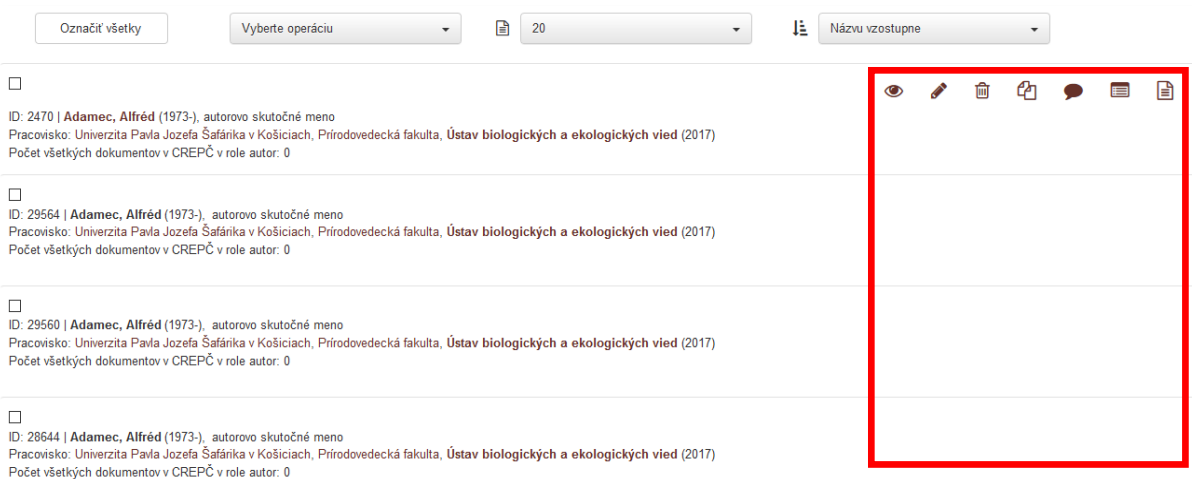 Označiť všetky
Vyberte operáciu
20
Názvu vzostupne
ID: 2470 | Adamec, Alfréd (1973-), autorovo skutočné meno
Pracovisko: Univerzita Pavla Jozefa Šafárika v Košiciach, Prírodovedecká fakulta, Ústav biologických a ekologických vied (2017)
Počet všetkých dokumentov v CREPČ v role autor: 0
ID: 29564 | Adamec, Alfréd (1973-), autorovo skutočné meno
Pracovisko: Univerzita Pavla Jozefa Šafárika v Košiciach, Prírodovedecká fakulta, Ústav biologických a ekologických vied (2017)
Počet všetkých dokumentov v CREPČ v role autor: 0
ID: 29560 | Adamec, Alfréd (1973-), autorovo skutočné meno
Pracovisko: Univerzita Pavla Jozefa Šafárika v Košiciach, Prírodovedecká fakulta, Ústav biologických a ekologických vied (2017)
Počet všetkých dokumentov v CREPČ v role autor: 0
ID: 28644 | Adamec, Alfréd (1973-), autorovo skutočné meno
Pracovisko: Univerzita Pavla Jozefa Šafárika v Košiciach, Prírodovedecká fakulta, Ústav biologických a ekologických vied (2017)
Počet všetkých dokumentov v CREPČ v role autor: 0